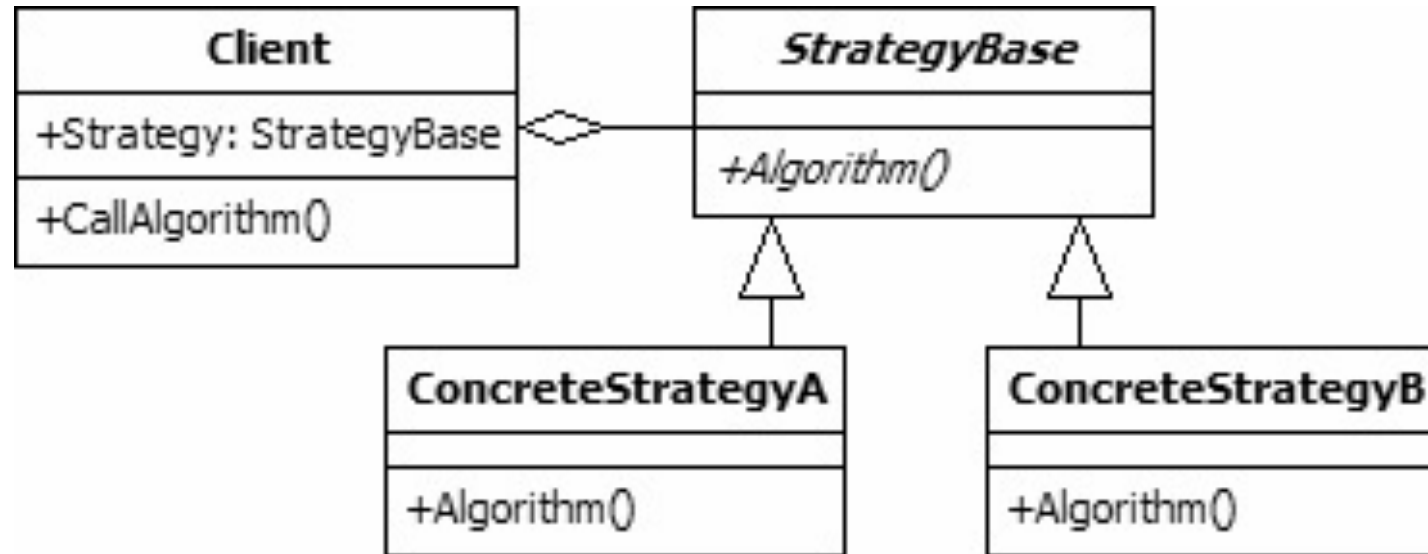 Client
+Strategy: StrategyBase
+CallAlgorithm()
StrategyBase
+Algorithm()
ConcreteStrategyA
+Algorithm()
ConcreteStrategyB
+Algorithm()